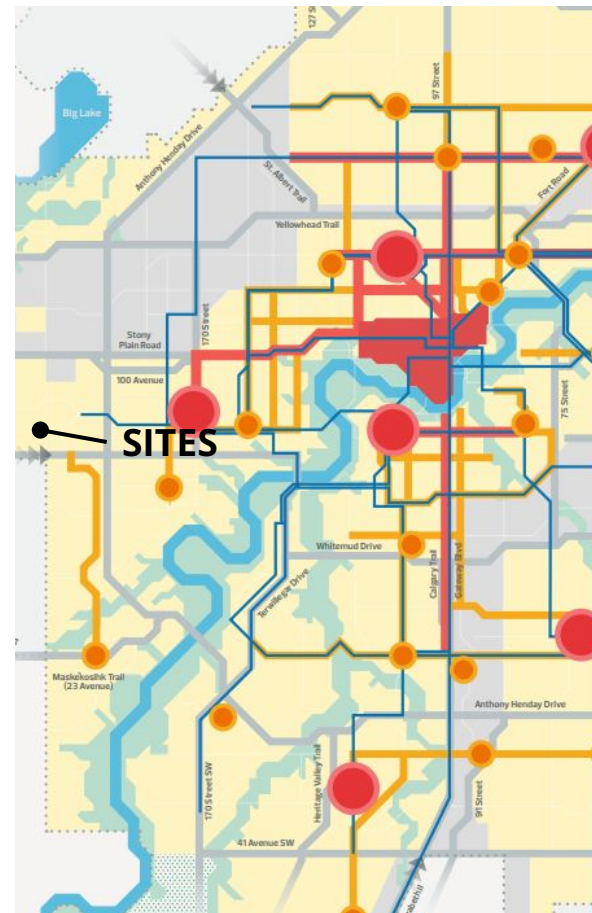 127 S
97 Street
Big Lake
Anthony Henday Drive
St. Albert Trail
Fort Road
Yellowhead Trail
170 Street
Stony
Plain Road
100 Avenue
75 Street
SITES
Whitemud Drive
Terwillegar Drive
Calgary Trail
Gateway Blvd
7
Maskekosihk Trail
(23 Avenue)
Anthony Henday Drive
170 Street SW
Heritage Valley Trail
91 Street
41 Avenue SW